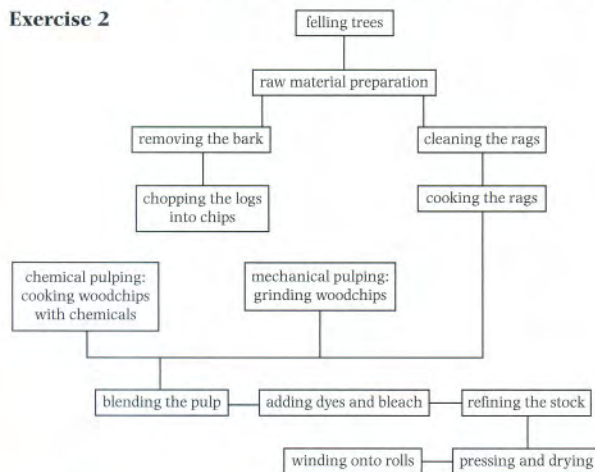 Exercise 2
felling trees
raw material preparation
removing the bark
cleaning the rags
chopping the logs
into chips
cooking the rags
chemical pulping:
cooking woodchips
with chemicals
mechanical pulping:
grinding woodchips
blending the pulp
adding dyes and bleach
refining the stock
winding onto rolls
pressing and drying